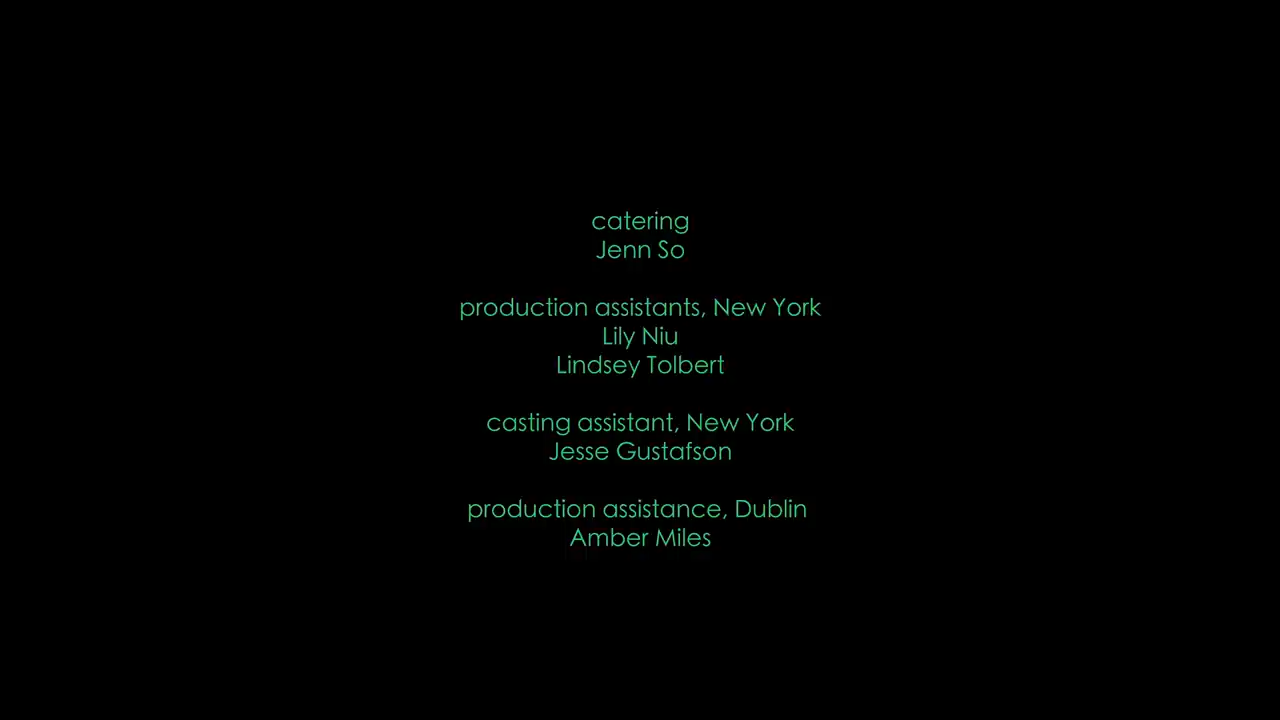 catering
Jenn So
production assistants, New York
Lily Niu
Lindsey Tolbert
casting assistant, New York
Jesse Gustafson
production assistance, Dublin
Amber Miles